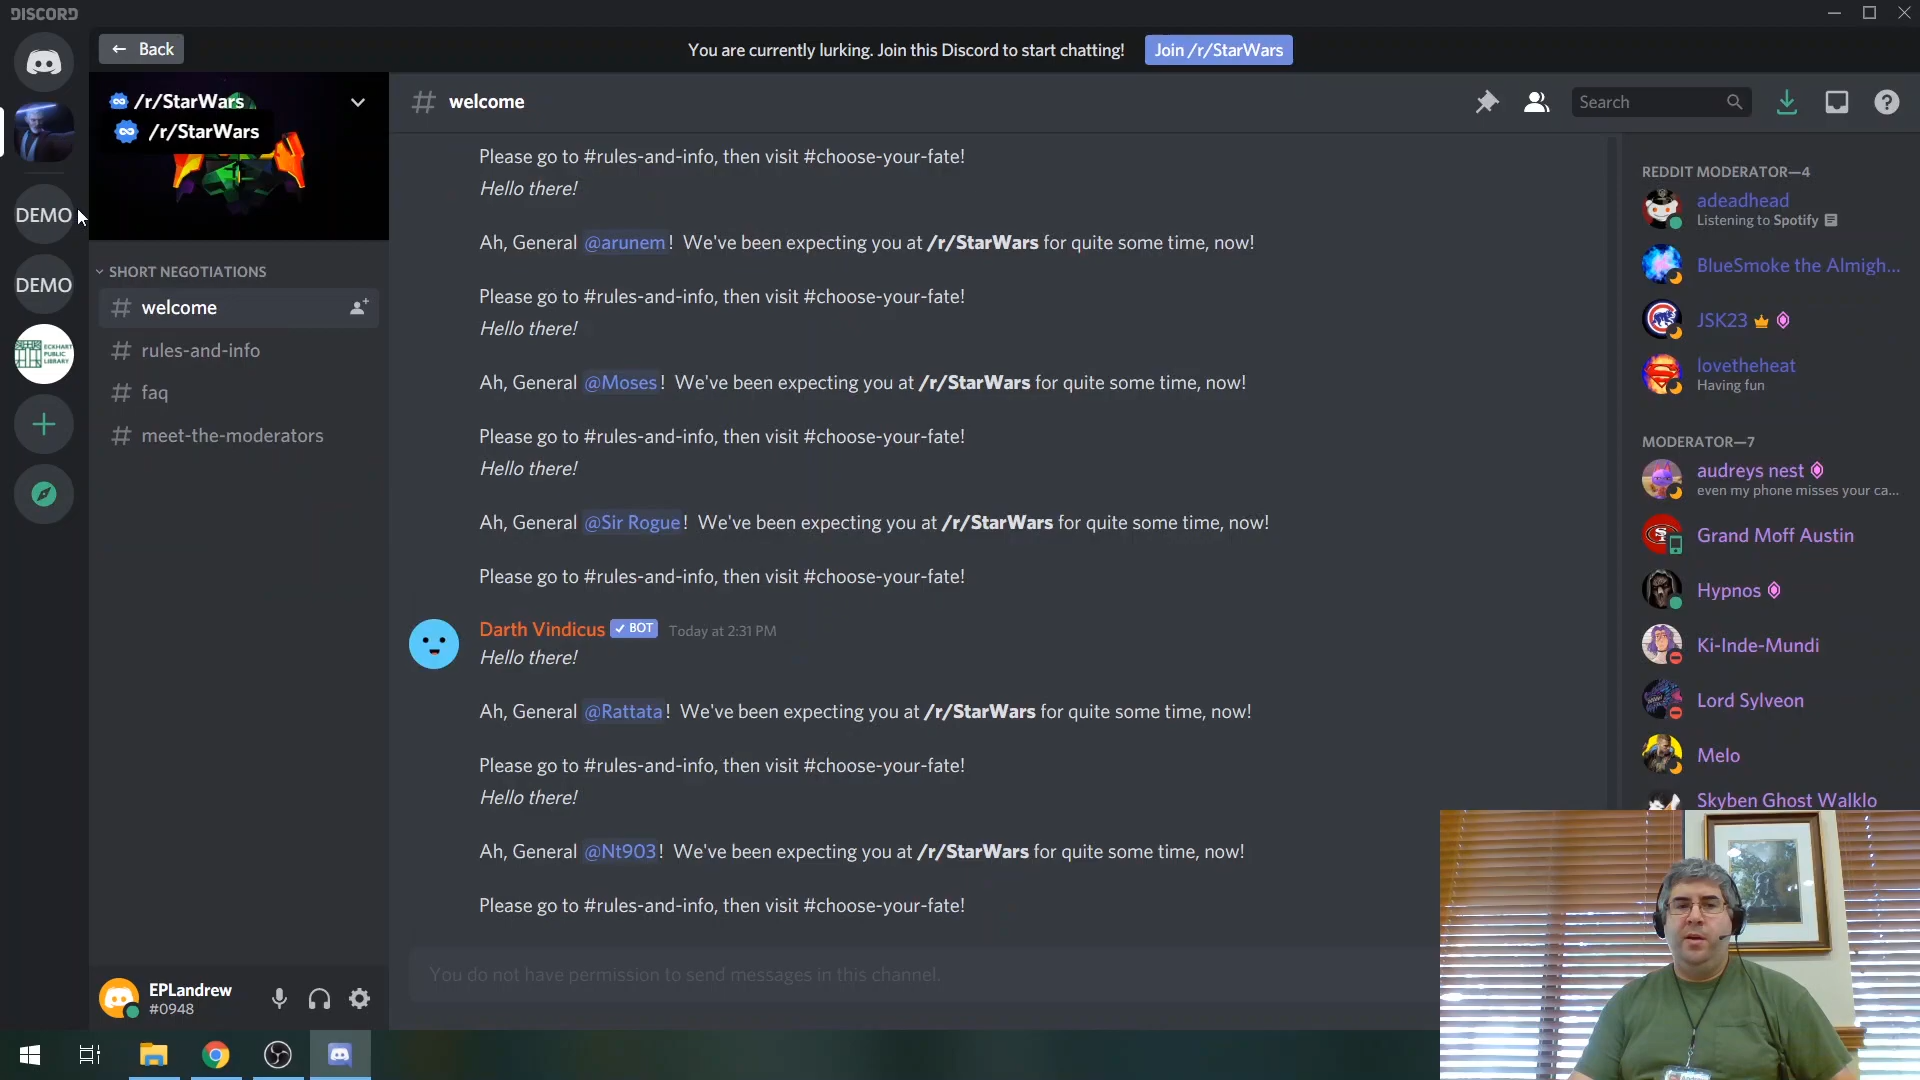 DISCORD
← Back
You are currently lurking. Join this Discord to start chatting!
Join /r/StarWars
/r/StarWars
/r/StarWars
DEMO
DEMO
ECKHART
PUBLIC
LIBRARY
SHORT NEGOTIATIONS
# welcome
# rules-and-info
# faq
# meet-the-moderators
EPLandrew
#0948
# welcome
Search
Please go to #rules-and-info, then visit #choose-your-fate!
Hello there!
Ah, General @arunem! We've been expecting you at /r/StarWars for quite some time, now!
Please go to #rules-and-info, then visit #choose-your-fate!
Hello there!
Ah, General @Moses! We've been expecting you at /r/StarWars for quite some time, now!
Please go to #rules-and-info, then visit #choose-your-fate!
Hello there!
Ah, General @Sir Rogue! We've been expecting you at /r/StarWars for quite some time, now!
Please go to #rules-and-info, then visit #choose-your-fate!
Darth Vindicus ✓ BOT Today at 2:31 PM
Hello there!
Ah, General @Rattata! We've been expecting you at /r/StarWars for quite some time, now!
Please go to #rules-and-info, then visit #choose-your-fate!
Hello there!
Ah, General @Nt903! We've been expecting you at /r/StarWars for quite some time, now!
Please go to #rules-and-info, then visit #choose-your-fate!
You do not have permission to send messages in this channel.
REDDIT MODERATOR—4
adeadhead
Listening to Spotify
BlueSmoke the Almigh...
JSK23
lovetheheat
Having fun
MODERATOR—7
audreys nest
even my phone misses your ca...
Grand Moff Austin
Hypnos
Ki-Inde-Mundi
Lord Sylveon
Melo
Skyben Ghost Walklo